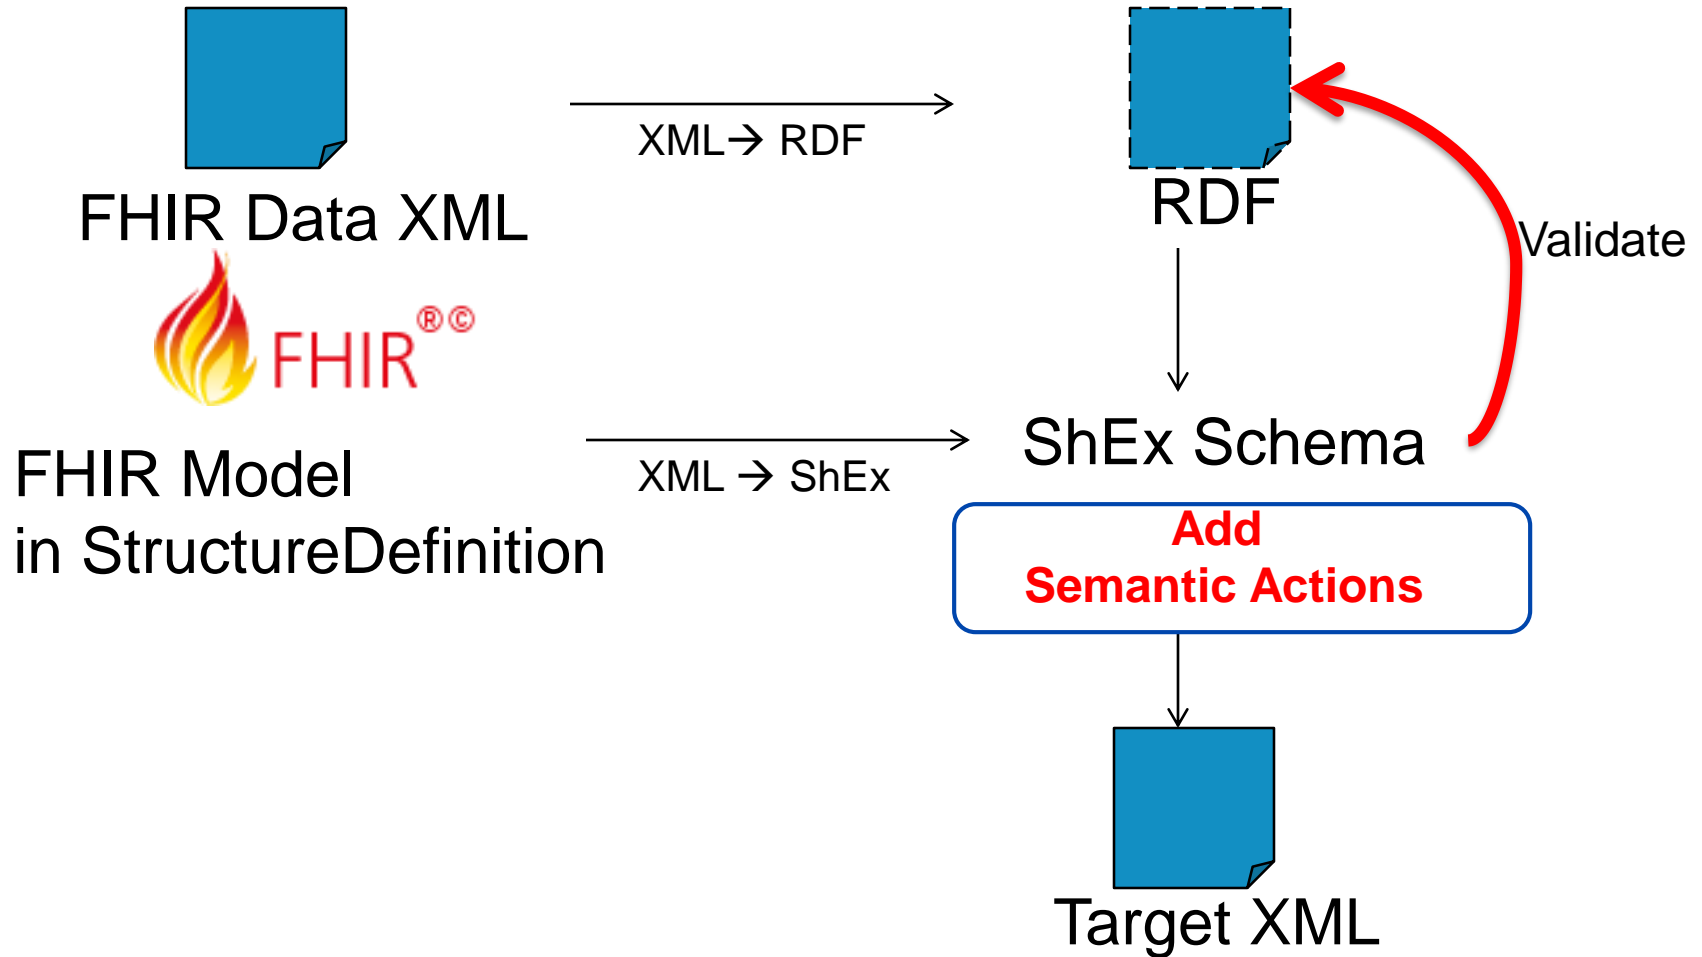 XML→ RDF
FHIR Data XML
RDF
Validate
FHIR®©
ShEx Schema
FHIR Model
XML → ShEx
in StructureDefinition
Add
Semantic Actions
Target XML